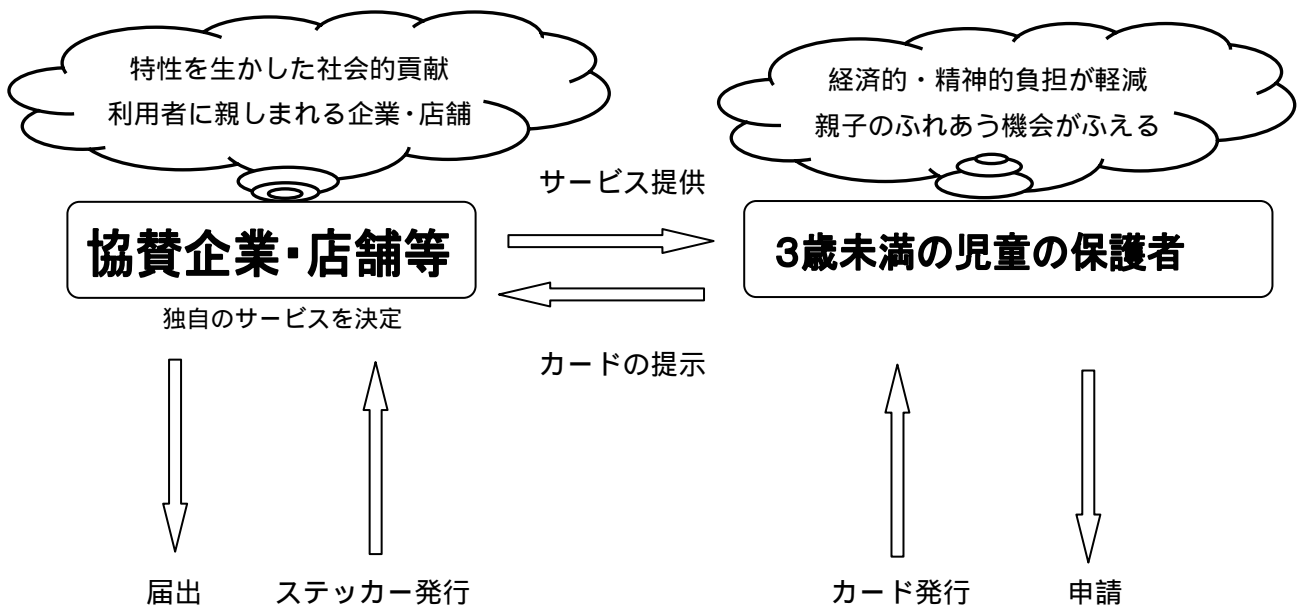 特性を生かした社会的貢献
利用者に親しまれる企業・店舗
経済的・精神的負担が軽減
親子のふれあう機会がふえる
サービス提供
協賛企業・店舗等
3歳未満の児童の保護者
独自のサービスを決定
カードの提示
届出
ステッカー発行
カード発行
申請